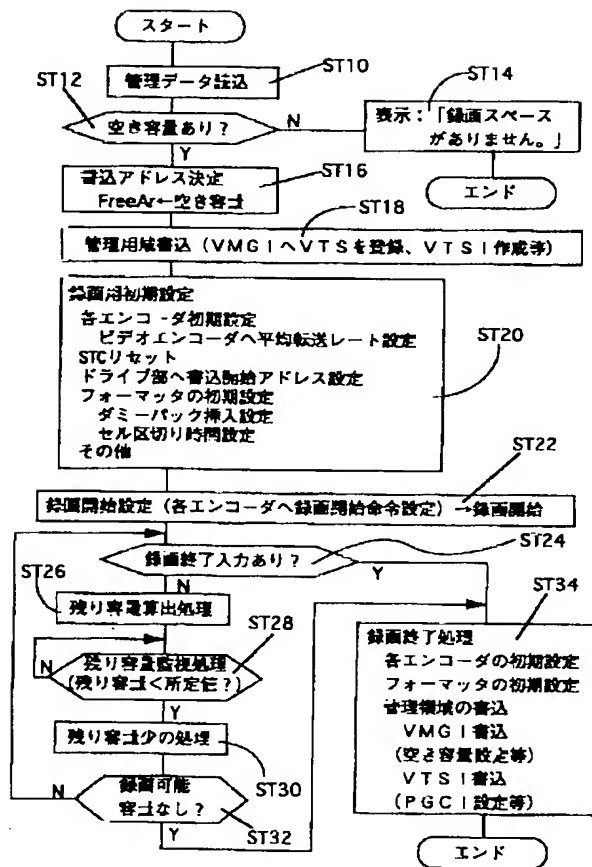 スタート
ST10
管理データ読込
ST12
空き容量あり?
N
Y
ST14
表示:「録画スペース
がありません。」
エンド
ST16
書込アドレス決定
FreeAr←空き容量
ST18
管理用域書込(VMGIへVTSを登録、VTSI作成等)
録画用初期設定
各エンコーダ初期設定
ビデオエンコーダへ平均転送レート設定
STCリセット
ドライブ部へ書込開始アドレス設定
フォーマッタの初期設定
ダミーパック挿入設定
セル区切り時間設定
その他
ST20
ST22
録画開始設定(各エンコーダへ録画開始命令設定)→録画開始
ST24
録画終了入力あり?
Y
N
ST26
残り容量算出処理
ST28
残り容量監視処理
(残り容量<所定値?)
N
Y
残り容量少の処理
ST30
録画可能
容量なし?
N
Y
ST32
ST34
録画終了処理
各エンコーダの初期設定
フォーマッタの初期設定
管理領域の書込
VMGI書込
(空き容量設定等)
VTSI書込
(PGCI設定等)
エンド